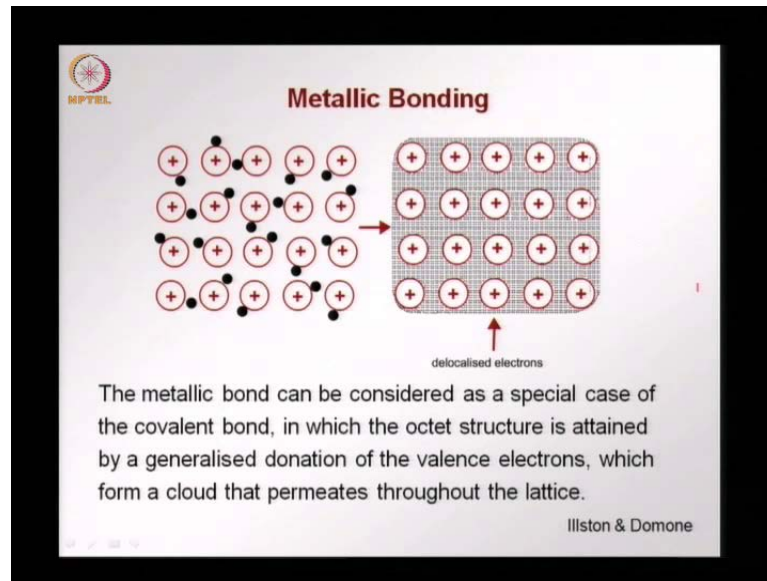 NPTEL
Metallic Bonding
+ + + + + + + + + +
+ + + + + + + + + +
+ + + + + + + + + +
+ + + + + + + + + +
delocalised electrons
The metallic bond can be considered as a special case of
the covalent bond, in which the octet structure is attained
by a generalised donation of the valence electrons, which
form a cloud that permeates throughout the lattice.
Illston & Domone